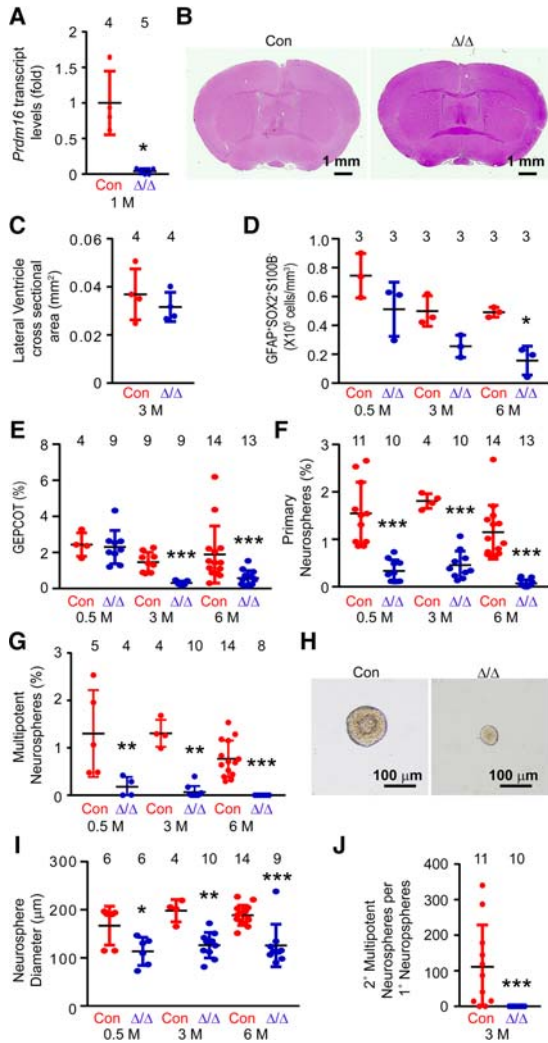 A
4 5
Prdm16 transcript
levels (fold)
2
1.5
1
0.5
0
*
Con Δ/Δ
1 M
B
Con Δ/Δ
1 mm 1 mm
C
4 4
Lateral Ventricle
cross sectional
area (mm²)
0.06
0.04
0.02
0
Con Δ/Δ
3 M
D
3 3 3 3 3 3
GFAP⁺SOX2⁺S100B⁻
1.0
0.8
0.6
0.4
0.2
0
*
Con Δ/Δ Con Δ/Δ Con Δ/Δ
0.5 M 3 M 6 M
E
4 9 9 9 14 13
GEPCOT (%)
8
6
4
2
0
*** ***
Con Δ/Δ Con Δ/Δ Con Δ/Δ
0.5 M 3 M 6 M
F
11 10 4 10 14 13
Primary
Neurospheres (%)
3
2
1
0
*** *** ***
Con Δ/Δ Con Δ/Δ Con Δ/Δ
0.5 M 3 M 6 M
G
5 4 4 10 14 8
Multipotent
Neurospheres (%)
3
2
1
0
** ** ***
Con Δ/Δ Con Δ/Δ Con Δ/Δ
0.5 M 3 M 6 M
H
Con Δ/Δ
100 μm 100 μm
I
6 6 4 10 14 9
Neurosphere
Diameter (μm)
300
200
100
0
* ** ***
Con Δ/Δ Con Δ/Δ Con Δ/Δ
0.5 M 3 M 6 M
J
11 10
2° Multipotent
Neurospheres per
1° Neuropspheres
400
300
200
100
0
***
Con Δ/Δ
3 M